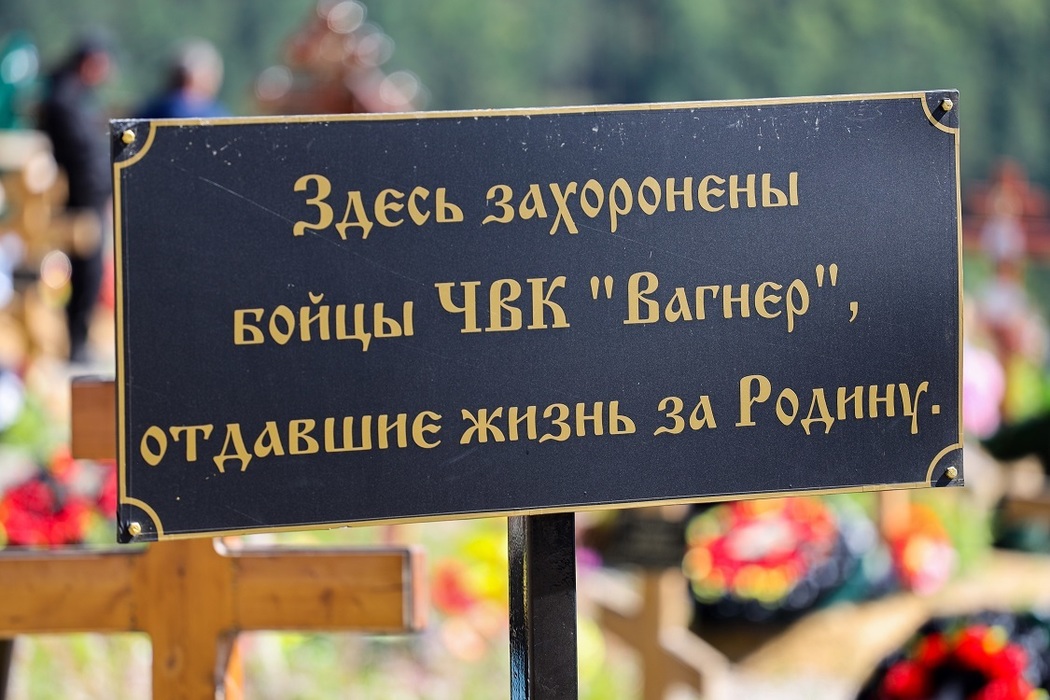 Здесь захоронены
бойцы ЧВК "Вагнер",
отдавшие жизнь за Родину.